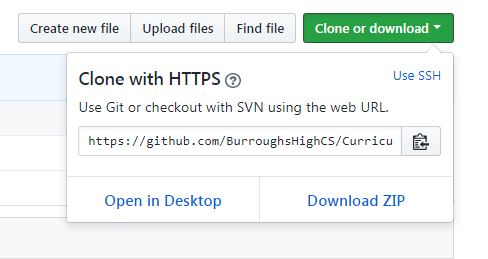 Create new file Upload files Find file Clone or download
Clone with HTTPS ? Use SSH
Use Git or checkout with SVN using the web URL.
https://github.com/BurroughsHighCS/Curricu
Open in Desktop Download ZIP